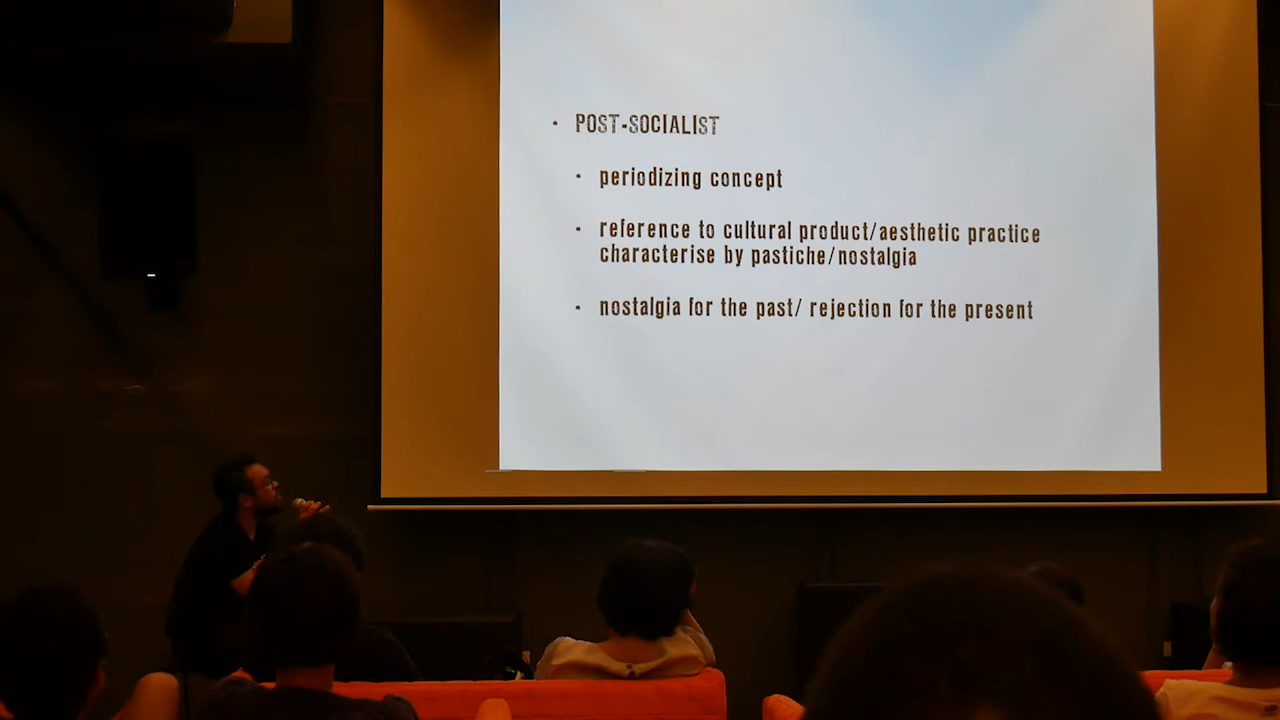 • POST-SOCIALIST
• periodizing concept
• reference to cultural product/aesthetic practice
characterise by pastiche/nostalgia
• nostalgia for the past/ rejection for the present